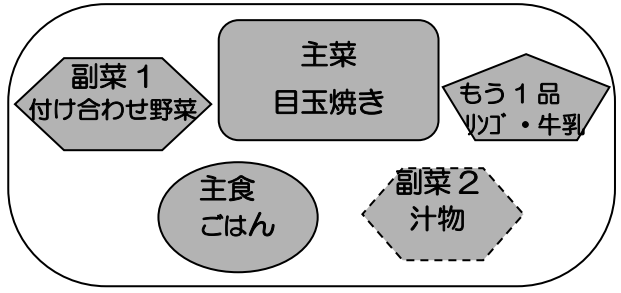 主菜
目玉焼き
副菜１
付け合わせ野菜
もう１品
ﾘﾝｺﾞ・牛乳
主食
ごはん
副菜２
汁物